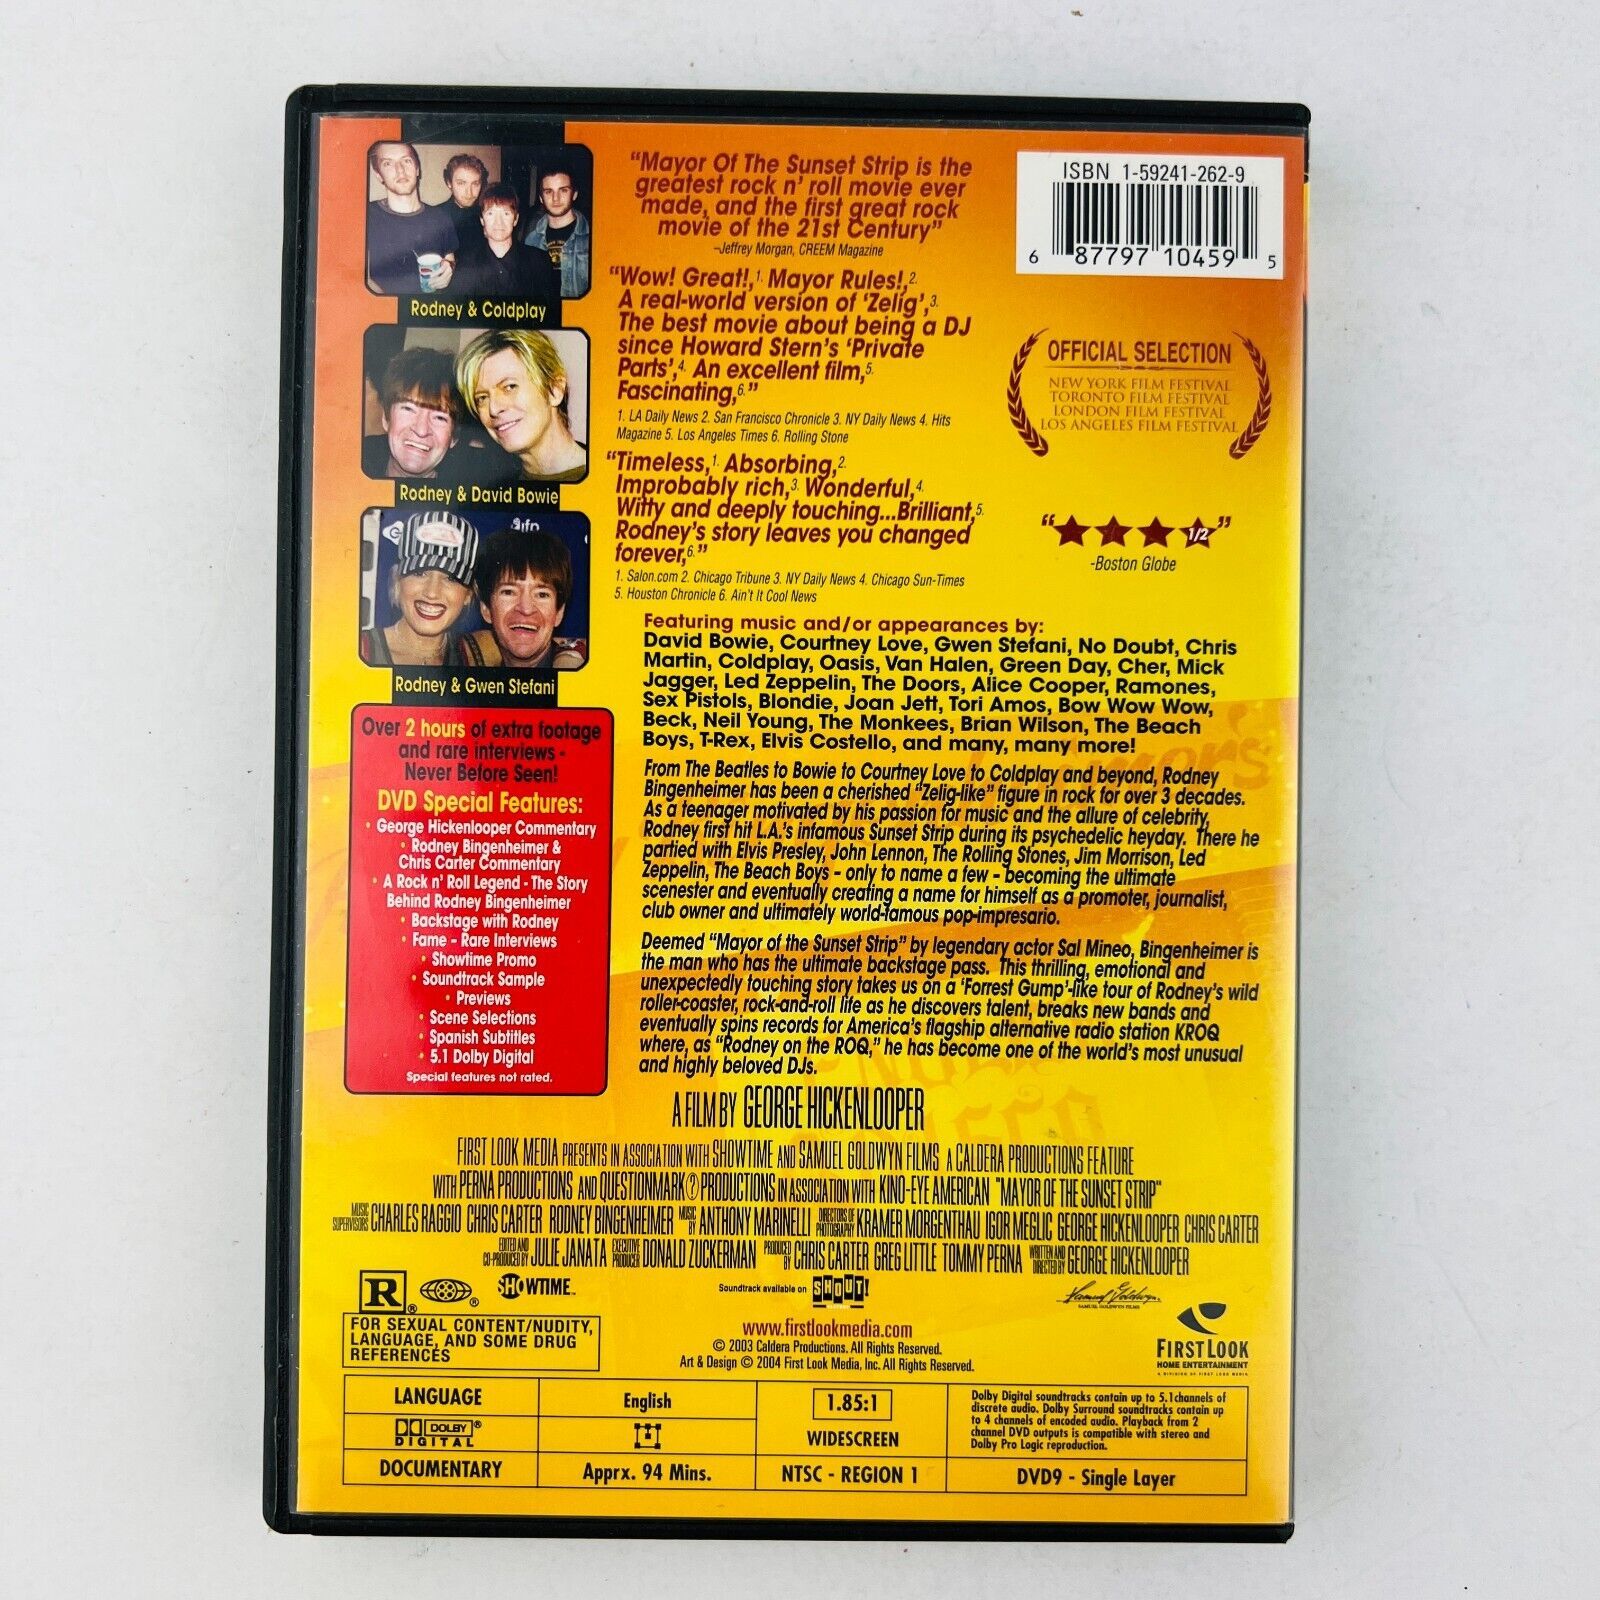 Rodney & Coldplay
Rodney & David Bowie
Rodney & Gwen Stefani
Over 2 hours of extra footage
and rare interviews -
Never Before Seen!
DVD Special Features:
• George Hickenlooper Commentary
• Rodney Bingenheimer &
Chris Carter Commentary
• A Rock n' Roll Legend - The Story
Behind Rodney Bingenheimer
• Backstage with Rodney
• Fame - Rare Interviews
• Showtime Promo
• Soundtrack Sample
• Previews
• Scene Selections
• Spanish Subtitles
• 5.1 Dolby Digital
Special features not rated.
"Mayor Of The Sunset Strip is the
greatest rock n' roll movie ever
made, and the first great rock
movie of the 21st Century"
-Jeffrey Morgan, CREEM Magazine
"Wow! Great!,1. Mayor Rules!,2.
A real-world version of 'Zelig',3.
The best movie about being a DJ
since Howard Stern's 'Private
Parts',4. An excellent film,5.
Fascinating,6."
1. LA Daily News 2. San Francisco Chronicle 3. NY Daily News 4. Hits
Magazine 5. Los Angeles Times 6. Rolling Stone
"Timeless,1. Absorbing,2.
Improbably rich,3. Wonderful,4.
Witty and deeply touching...Brilliant,5.
Rodney's story leaves you changed
forever,6."
1. Salon.com 2. Chicago Tribune 3. NY Daily News 4. Chicago Sun-Times
5. Houston Chronicle 6. Ain't It Cool News
ISBN 1-59241-262-9
6 87797 10459 5
OFFICIAL SELECTION
NEW YORK FILM FESTIVAL
TORONTO FILM FESTIVAL
LONDON FILM FESTIVAL
LOS ANGELES FILM FESTIVAL
"★★★ 1/2"
-Boston Globe
Featuring music and/or appearances by:
David Bowie, Courtney Love, Gwen Stefani, No Doubt, Chris
Martin, Coldplay, Oasis, Van Halen, Green Day, Cher, Mick
Jagger, Led Zeppelin, The Doors, Alice Cooper, Ramones,
Sex Pistols, Blondie, Joan Jett, Tori Amos, Bow Wow Wow,
Beck, Neil Young, The Monkees, Brian Wilson, The Beach
Boys, T-Rex, Elvis Costello, and many, many more!
From The Beatles to Bowie to Courtney Love to Coldplay and beyond, Rodney
Bingenheimer has been a cherished "Zelig-like" figure in rock for over 3 decades.
As a teenager motivated by his passion for music and the allure of celebrity,
Rodney first hit L.A.'s infamous Sunset Strip during its psychedelic heyday. There he
partied with Elvis Presley, John Lennon, The Rolling Stones, Jim Morrison, Led
Zeppelin, The Beach Boys - only to name a few - becoming the ultimate
scenester and eventually creating a name for himself as a promoter, journalist,
club owner and ultimately world-famous pop-impresario.
Deemed "Mayor of the Sunset Strip" by legendary actor Sal Mineo, Bingenheimer is
the man who has the ultimate backstage pass. This thrilling, emotional and
unexpectedly touching story takes us on a 'Forrest Gump'-like tour of Rodney's wild
roller-coaster, rock-and-roll life as he discovers talent, breaks new bands and
eventually spins records for America's flagship alternative radio station KROQ
where, as "Rodney on the ROQ," he has become one of the world's most unusual
and highly beloved DJs.
A FILM BY GEORGE HICKENLOOPER
FIRST LOOK MEDIA PRESENTS IN ASSOCIATION WITH SHOWTIME AND SAMUEL GOLDWYN FILMS A CALDERA PRODUCTIONS FEATURE
WITH PERNA PRODUCTIONS AND QUESTIONMARK ? PRODUCTIONS IN ASSOCIATION WITH KINO-EYE AMERICAN "MAYOR OF THE SUNSET STRIP"
MUSIC SUPERVISORS CHARLES RAGGIO CHRIS CARTER RODNEY BINGENHEIMER MUSIC BY ANTHONY MARINELLI DIRECTORS OF PHOTOGRAPHY KRAMER MORGENTHAU IGOR MEGLIC GEORGE HICKENLOOPER CHRIS CARTER
EDITED AND CO-PRODUCED BY JULIE JANATA EXECUTIVE PRODUCER DONALD ZUCKERMAN PRODUCED BY CHRIS CARTER GREG LITTLE TOMMY PERNA WRITTEN AND DIRECTED BY GEORGE HICKENLOOPER
R ® ® SHOWTIME
Soundtrack available on SHOUT!
SAMUEL GOLDWYN FILMS
FOR SEXUAL CONTENT/NUDITY,
LANGUAGE, AND SOME DRUG
REFERENCES
www.firstlookmedia.com
© 2003 Caldera Productions. All Rights Reserved.
Art & Design © 2004 First Look Media, Inc. All Rights Reserved.
FIRST LOOK
HOME ENTERTAINMENT
A DIVISION OF FIRST LOOK MEDIA
LANGUAGE
English
1.85:1
WIDESCREEN
Dolby Digital soundtracks contain up to 5.1 channels of
discrete audio. Dolby Surround soundtracks contain up
to 4 channels of encoded audio. Playback from 2
channel DVD outputs is compatible with stereo and
Dolby Pro Logic reproduction.
DOLBY®
DIGITAL
DOCUMENTARY
Apprx. 94 Mins.
NTSC - REGION 1
DVD9 - Single Layer